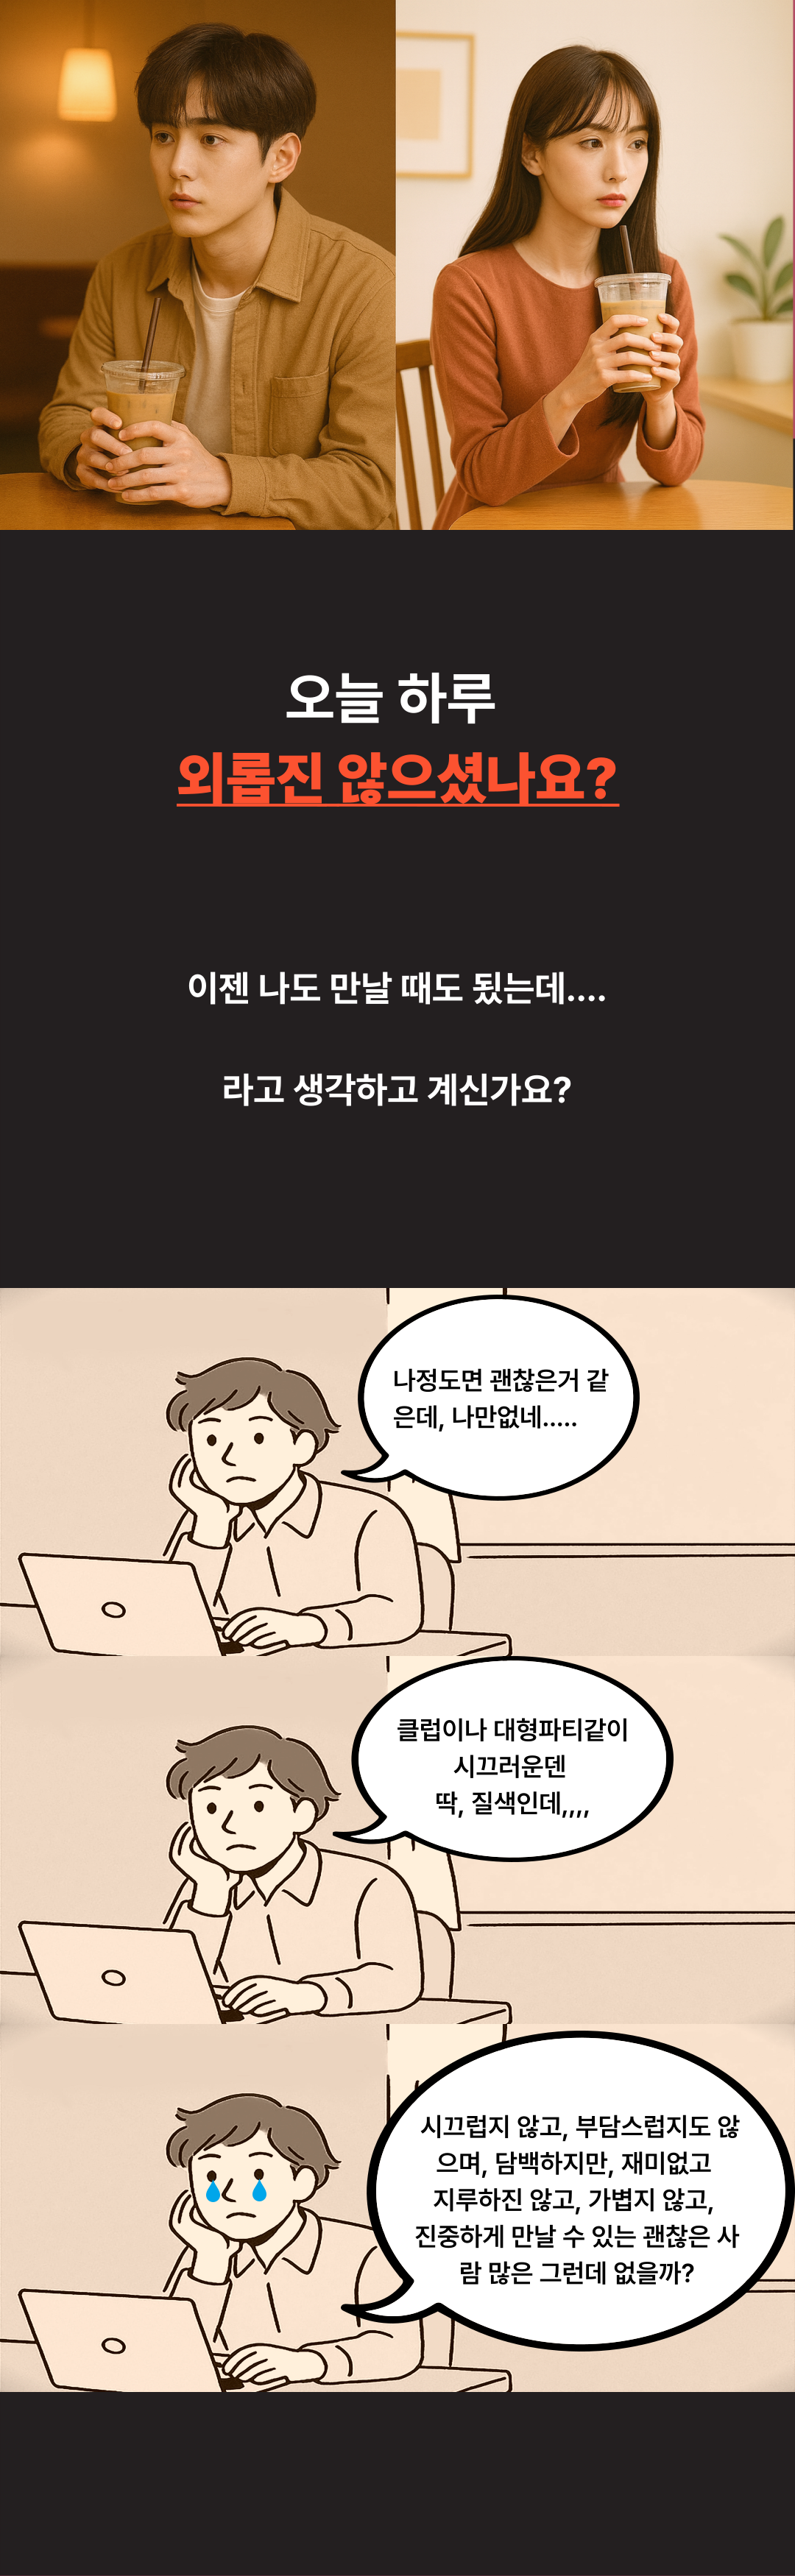 오늘 하루
외롭진 않으셨나요?
이젠 나도 만날 때도 됬는데....
라고 생각하고 계신가요?
나정도면 괜찮은거 같
은데, 나만없네.....
클럽이나 대형파티같이
시끄러운덴
딱, 질색인데,,,,
시끄럽지 않고, 부담스럽지도 않
으며, 담백하지만, 재미없고
지루하진 않고, 가볍지 않고,
진중하게 만날 수 있는 괜찮은 사
람 많은 그런데 없을까?